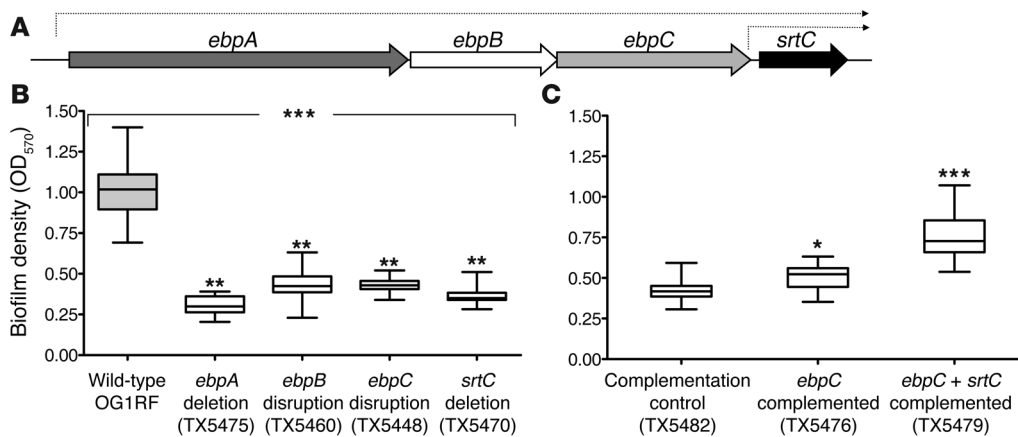 A
ebpA ebpB ebpC srtC
B
C
Biofilm density (OD570)
1.50
1.25
1.00
0.75
0.50
0.25
0.00
***
**
**
**
**
Wild-type
OG1RF
ebpA
deletion
(TX5475)
ebpB
disruption
(TX5460)
ebpC
disruption
(TX5448)
srtC
deletion
(TX5470)
1.50
1.25
1.00
0.75
0.50
0.25
0.00
*
***
Complementation
control
(TX5482)
ebpC
complemented
(TX5476)
ebpC + srtC
complemented
(TX5479)